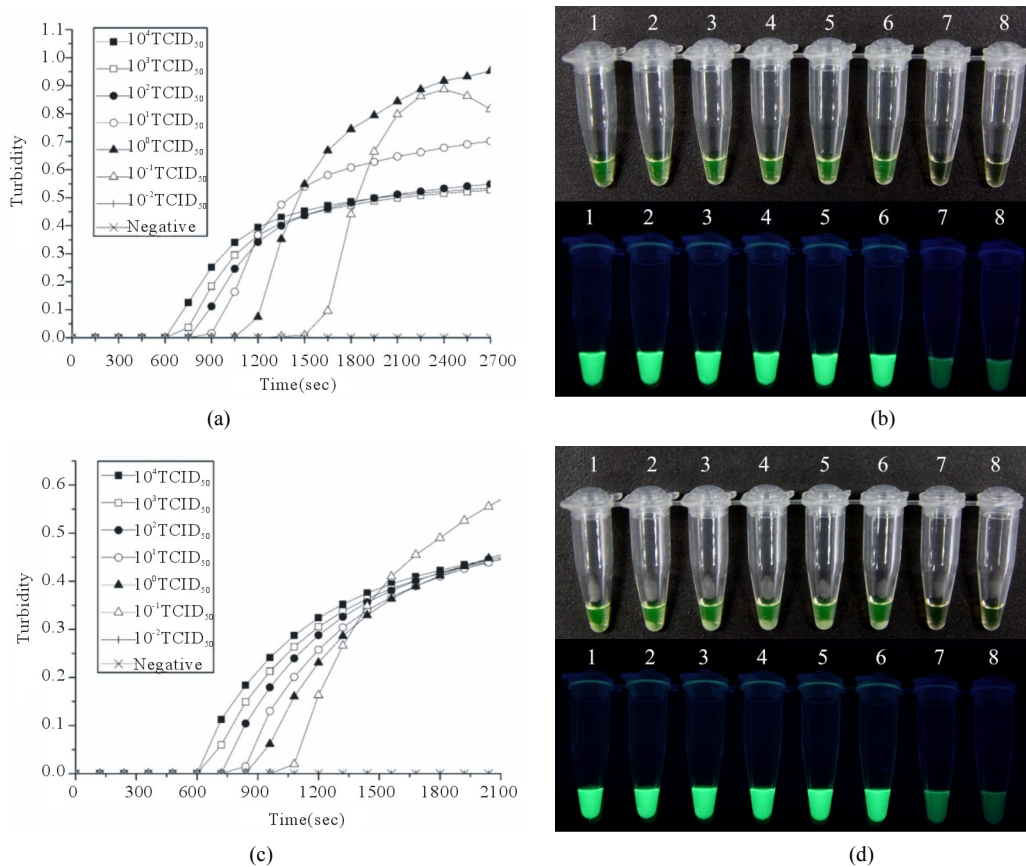 1.1
1.0
0.9
0.8
0.7
0.6
0.5
0.4
0.3
0.2
0.1
0.0
Turbidity
10⁴TCID₅₀
10³TCID₅₀
10²TCID₅₀
10¹TCID₅₀
10⁰TCID₅₀
10⁻¹TCID₅₀
10⁻²TCID₅₀
Negative
0 300 600 900 1200 1500 1800 2100 2400 2700
Time(sec)
(a)
1 2 3 4 5 6 7 8
1 2 3 4 5 6 7 8
(b)
0.6
0.5
0.4
0.3
0.2
0.1
0.0
Turbidity
10⁴TCID₅₀
10³TCID₅₀
10²TCID₅₀
10¹TCID₅₀
10⁰TCID₅₀
10⁻¹TCID₅₀
10⁻²TCID₅₀
Negative
0 300 600 900 1200 1500 1800 2100
Time(sec)
(c)
1 2 3 4 5 6 7 8
1 2 3 4 5 6 7 8
(d)